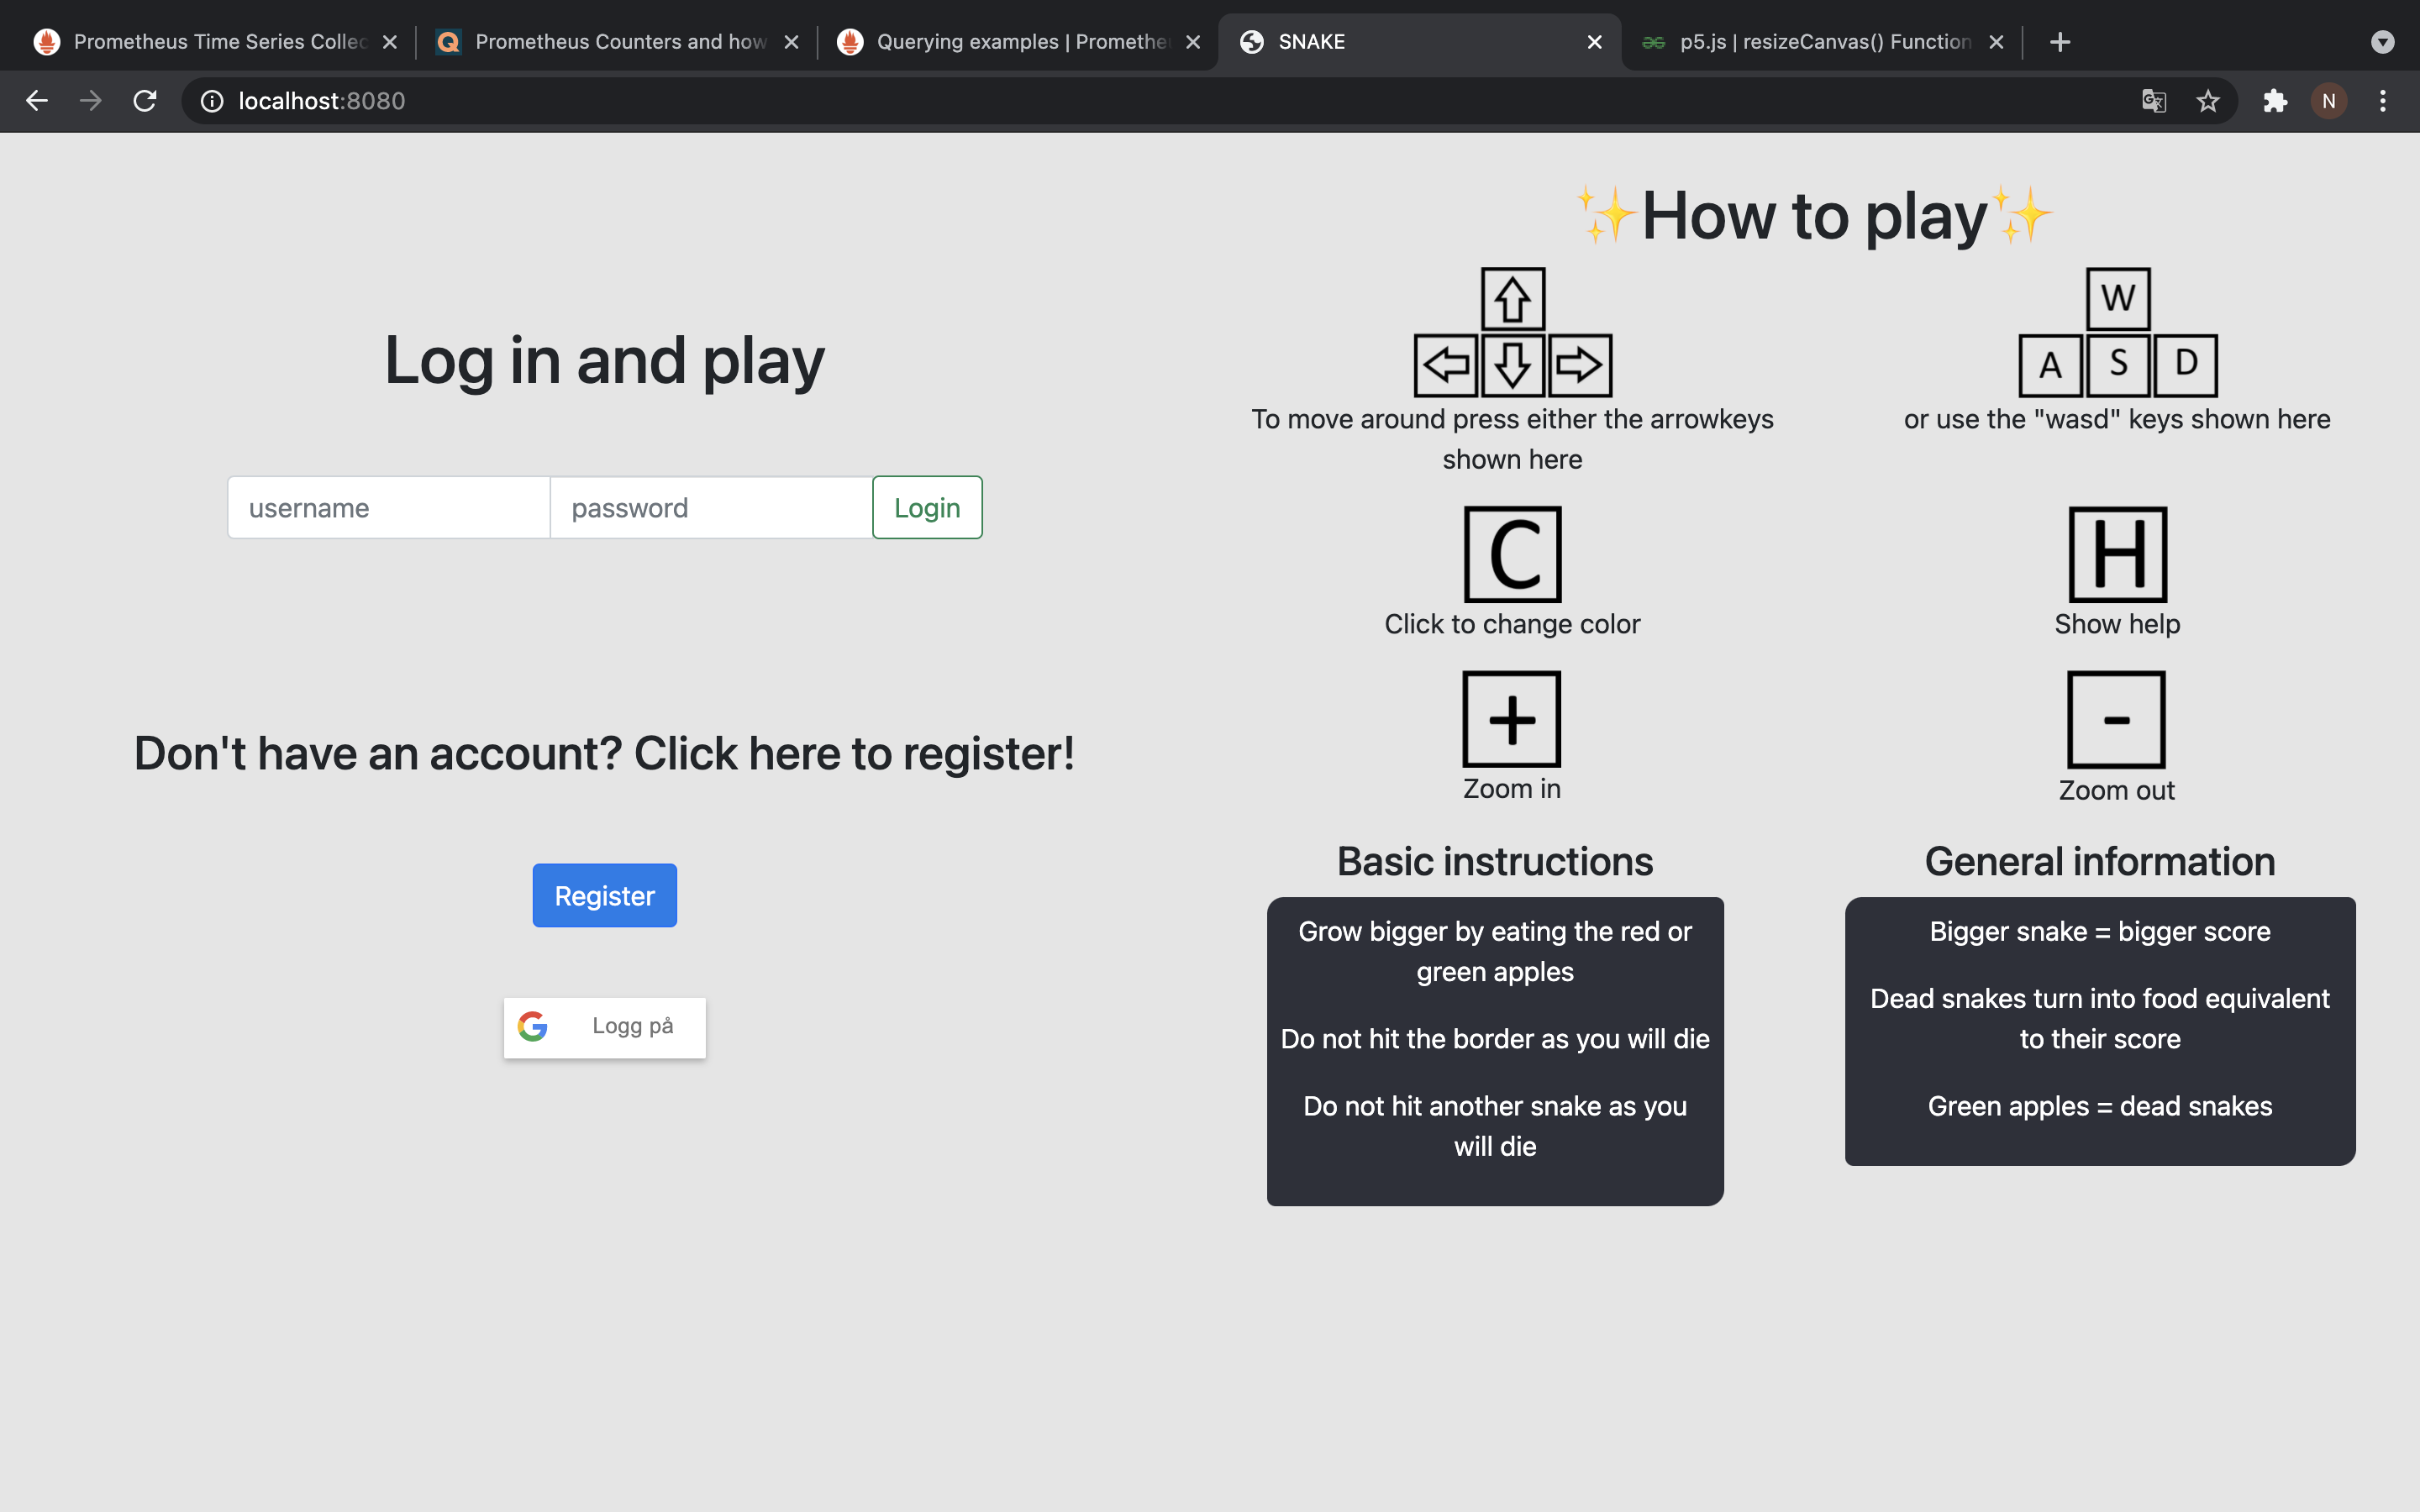 Prometheus Time Series Collec
Prometheus Counters and how
Querying examples | Promethe
SNAKE
p5.js | resizeCanvas() Function
localhost:8080
N
Log in and play
username
password
Login
Don't have an account? Click here to register!
Register
Logg på
✨How to play✨
W
A S D
To move around press either the arrowkeys
shown here
or use the "wasd" keys shown here
C
Click to change color
H
Show help
+
Zoom in
-
Zoom out
Basic instructions
Grow bigger by eating the red or
green apples
Do not hit the border as you will die
Do not hit another snake as you
will die
General information
Bigger snake = bigger score
Dead snakes turn into food equivalent
to their score
Green apples = dead snakes